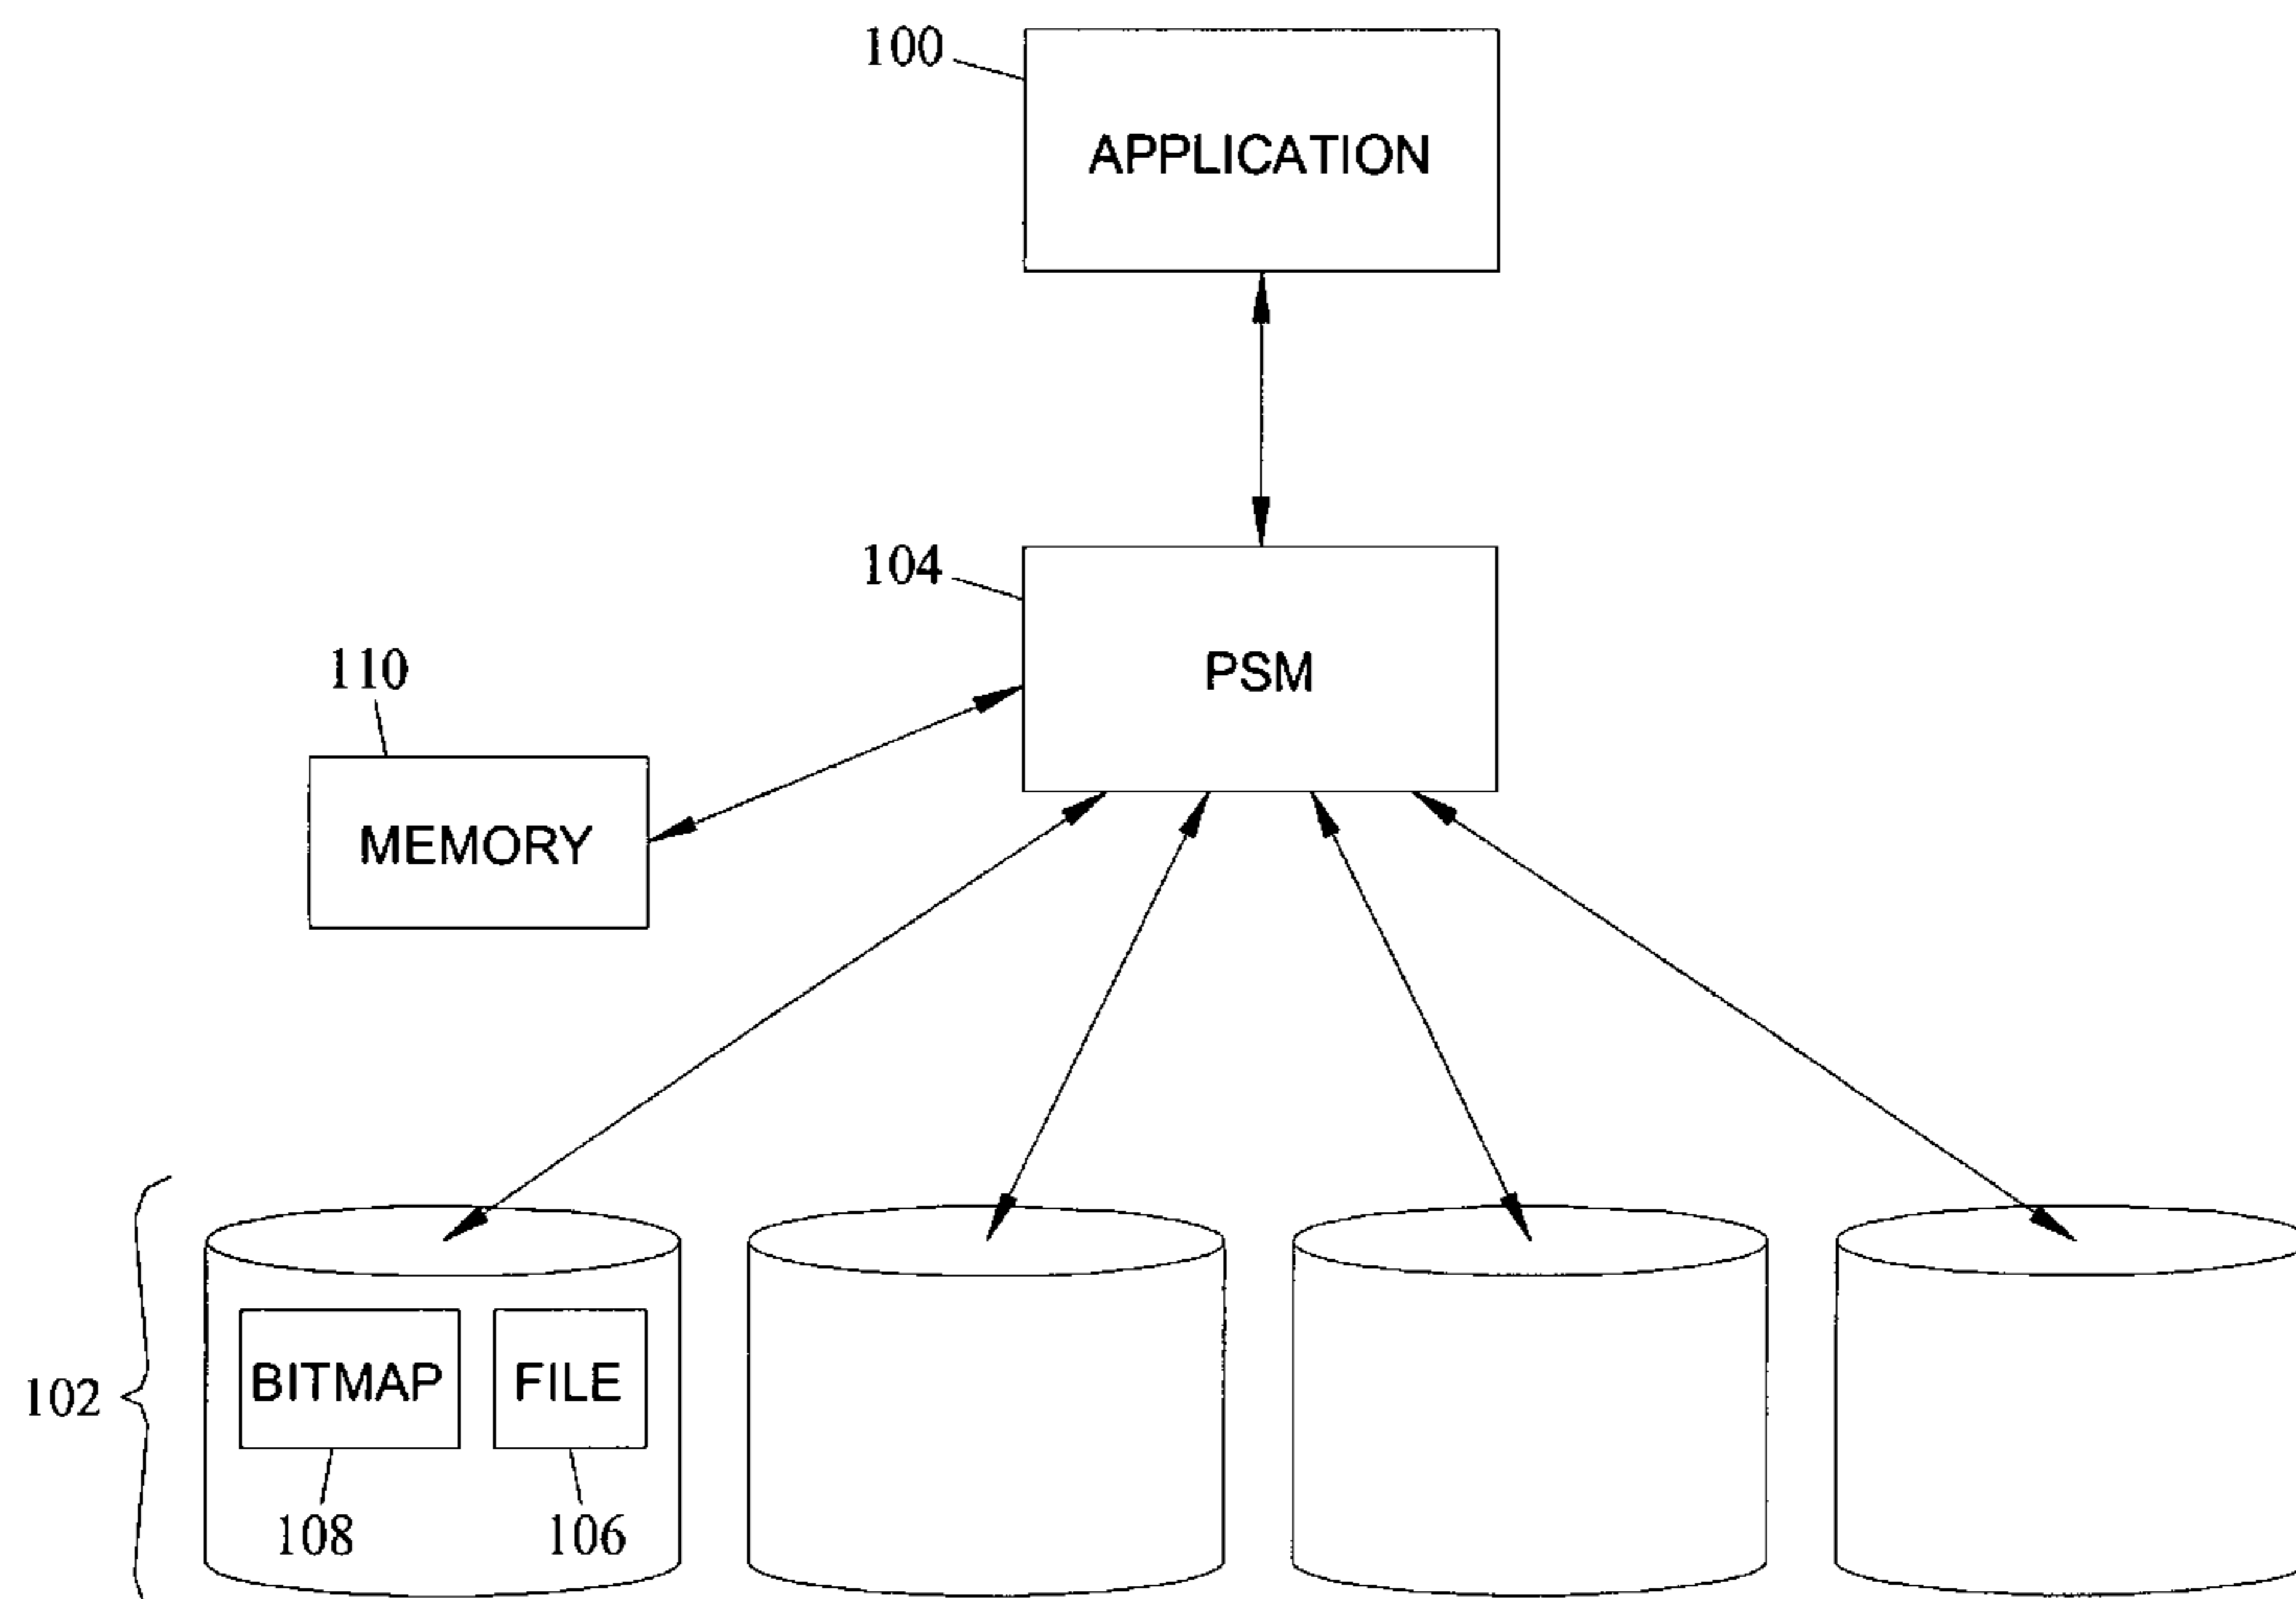 100
APPLICATION
104
PSM
110
MEMORY
102
BITMAP
FILE
108
106